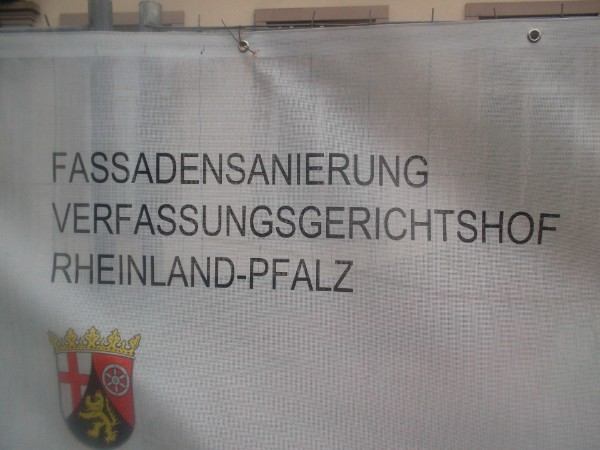 FASSADENSANIERUNG
VERFASSUNGSGERICHTSHOF
RHEINLAND-PFALZ